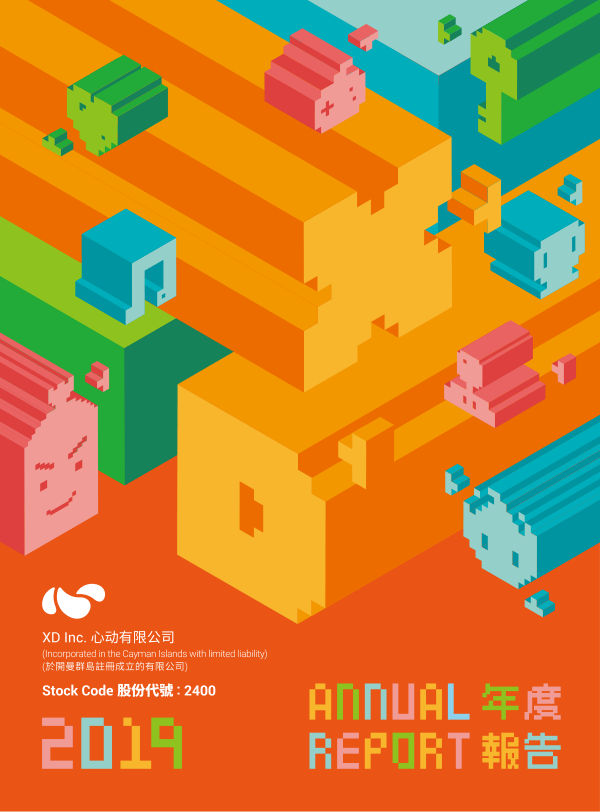 XD Inc. 心动有限公司
(Incorporated in the Cayman Islands with limited liability)
(於開曼群島註冊成立的有限公司)
Stock Code 股份代號 : 2400
2019
ANNUAL 年度
REPORT 報告